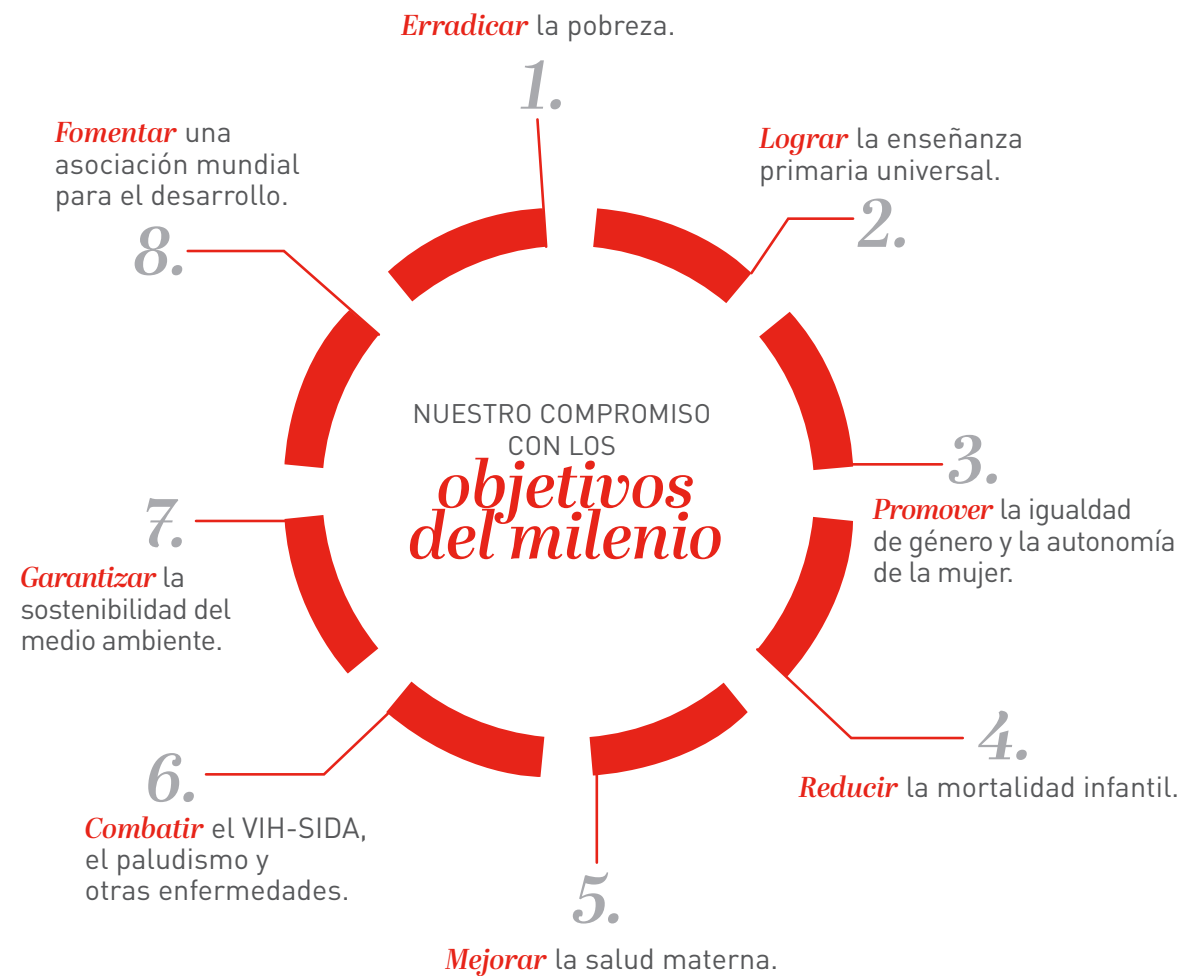 NUESTRO COMPROMISO
CON LOS
objetivos
del milenio
Erradicar la pobreza.
1.
Lograr la enseñanza
primaria universal.
2.
3.
Promover la igualdad
de género y la autonomía
de la mujer.
4.
Reducir la mortalidad infantil.
5.
Mejorar la salud materna.
6.
Combatir el VIH-SIDA,
el paludismo y
otras enfermedades.
7.
Garantizar la
sostenibilidad del
medio ambiente.
Fomentar una
asociación mundial
para el desarrollo.
8.